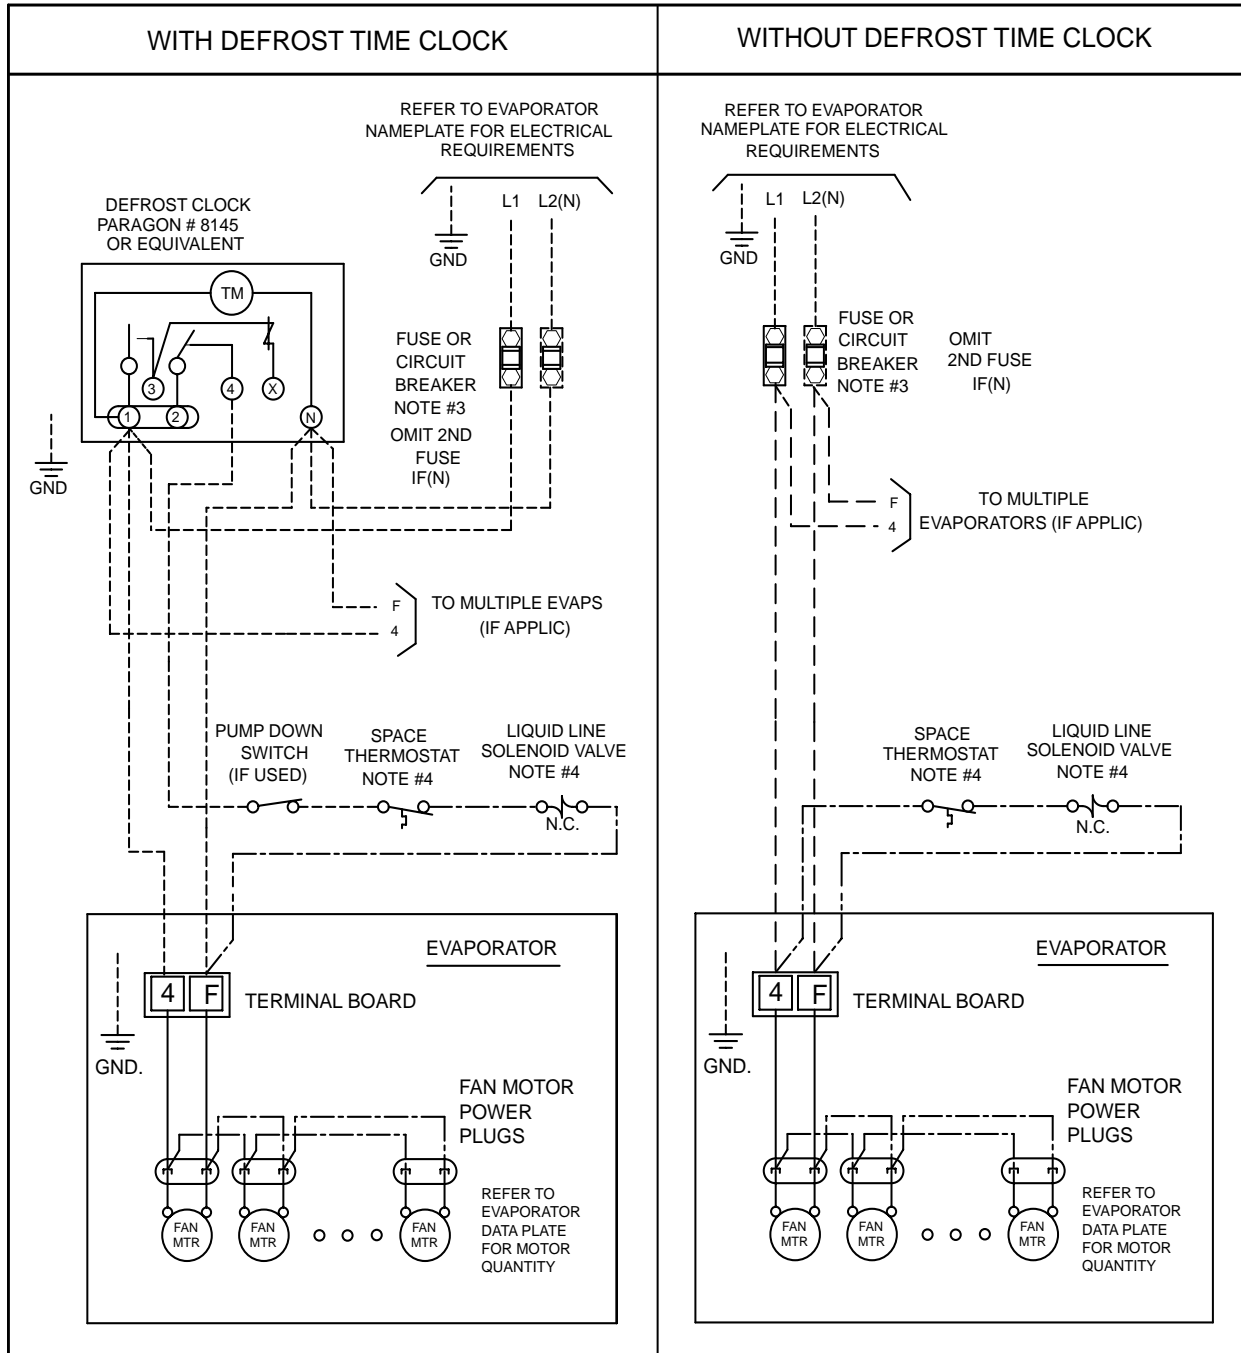 WITH DEFROST TIME CLOCK
REFER TO EVAPORATOR
NAMEPLATE FOR ELECTRICAL
REQUIREMENTS
L1 L2(N)
GND
DEFROST CLOCK
PARAGON # 8145
OR EQUIVALENT
TM
3 4 X
1 2 N
GND
FUSE OR
CIRCUIT
BREAKER
NOTE #3
OMIT 2ND
FUSE
IF(N)
F
4
TO MULTIPLE EVAPS
(IF APPLIC)
PUMP DOWN
SWITCH
(IF USED)
SPACE
THERMOSTAT
NOTE #4
LIQUID LINE
SOLENOID VALVE
NOTE #4
N.C.
EVAPORATOR
4 F
TERMINAL BOARD
GND.
FAN MOTOR
POWER
PLUGS
FAN
MTR
FAN
MTR
FAN
MTR
REFER TO
EVAPORATOR
DATA PLATE
FOR MOTOR
QUANTITY
WITHOUT DEFROST TIME CLOCK
REFER TO EVAPORATOR
NAMEPLATE FOR ELECTRICAL
REQUIREMENTS
L1 L2(N)
GND
FUSE OR
CIRCUIT
BREAKER
NOTE #3
OMIT
2ND FUSE
IF(N)
F
4
TO MULTIPLE
EVAPORATORS (IF APPLIC)
SPACE
THERMOSTAT
NOTE #4
LIQUID LINE
SOLENOID VALVE
NOTE #4
N.C.
EVAPORATOR
4 F
TERMINAL BOARD
GND.
FAN MOTOR
POWER
PLUGS
FAN
MTR
FAN
MTR
FAN
MTR
REFER TO
EVAPORATOR
DATA PLATE
FOR MOTOR
QUANTITY